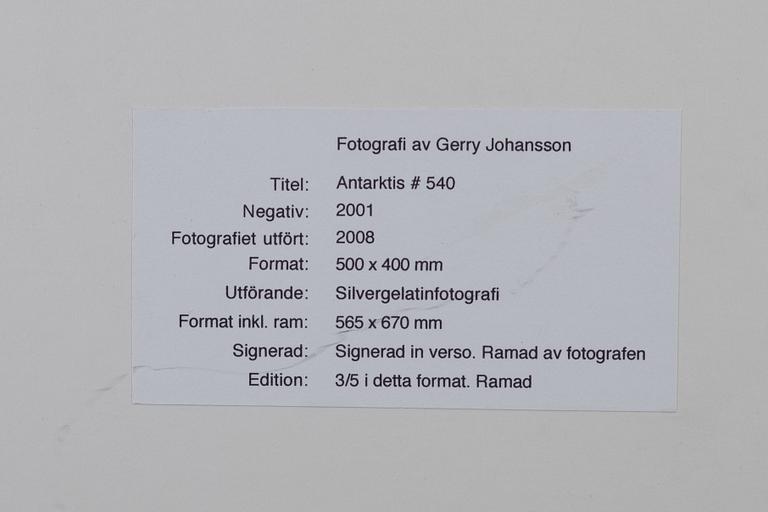 Fotografi av Gerry Johansson
Titel: Antarktis # 540
Negativ: 2001
Fotografiet utfört: 2008
Format: 500 x 400 mm
Utförande: Silvergelatinfotografi
Format inkl. ram: 565 x 670 mm
Signerad: Signerad in verso. Ramad av fotografen
Edition: 3/5 i detta format. Ramad